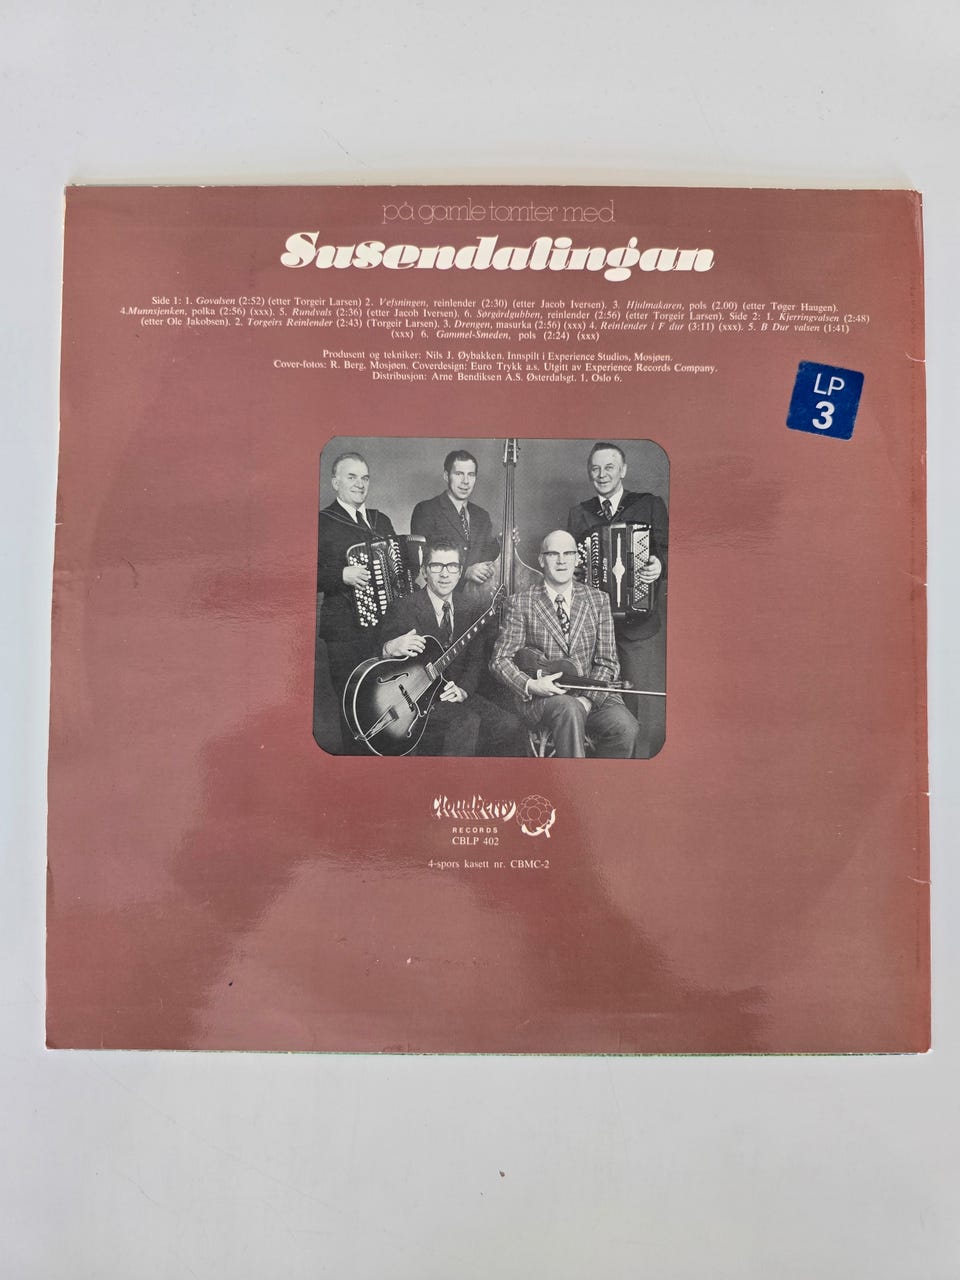 på gamle tomter med
Susendalingan
Side 1: 1. Govalsen (2:52) (etter Torgeir Larsen) 2. Vefsningen, reinlender (2:30) (etter Jacob Iversen). 3. Hjulmakaren, pols (2.00) (etter Tøger Haugen).
4.Munnsjenken, polka (2:56) (xxx). 5. Rundvals (2:36) (etter Jacob Iversen). 6. Sørgårdgubben, reinlender (2:56) (etter Torgeir Larsen). Side 2: 1. Kjerringvalsen (2:48)
(etter Ole Jakobsen). 2. Torgeirs Reinlender (2:43) (Torgeir Larsen). 3. Drengen, masurka (2:56) (xxx) 4. Reinlender i F dur (3:11) (xxx). 5. B Dur valsen (1:41)
(xxx) 6. Gammel-Smeden, pols (2:24) (xxx)
Produsent og tekniker: Nils J. Øybakken. Innspilt i Experience Studios, Mosjøen.
Cover-fotos: R. Berg, Mosjøen. Coverdesign: Euro Trykk a.s. Utgitt av Experience Records Company.
Distribusjon: Arne Bendiksen A.S. Østerdalsgt. 1, Oslo 6.
LP
3
Cloudberry
RECORDS
CBLP 402
4-spors kasett nr. CBMC-2